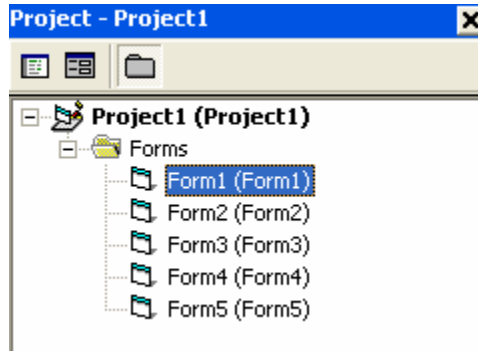 Project - Project1
Project1 (Project1)
Forms
Form1 (Form1)
Form2 (Form2)
Form3 (Form3)
Form4 (Form4)
Form5 (Form5)